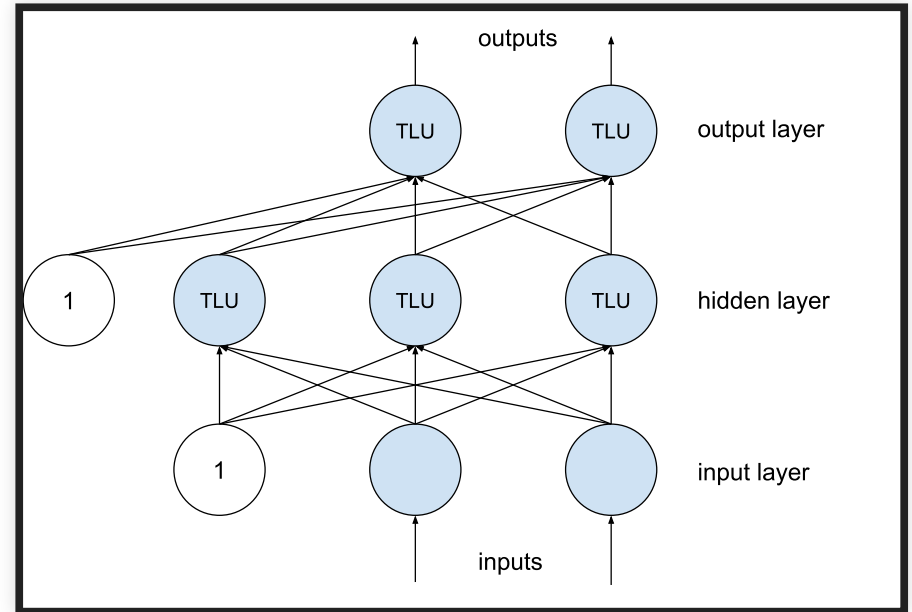 outputs
TLU TLU output layer
1 TLU TLU TLU hidden layer
1 input layer
inputs